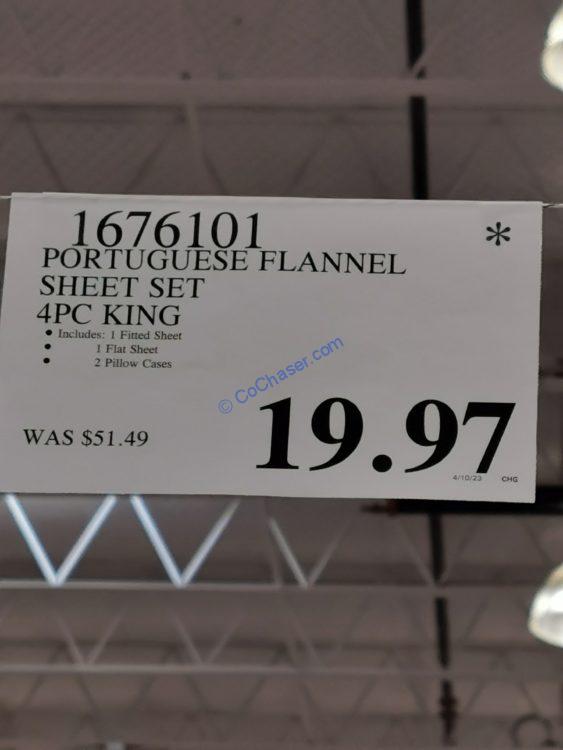 1676101 *
PORTUGUESE FLANNEL
SHEET SET
4PC KING
• Includes: 1 Fitted Sheet
• 1 Flat Sheet
• 2 Pillow Cases
© CoChaser.com
WAS $51.49
19.97
4/10/23 CHG